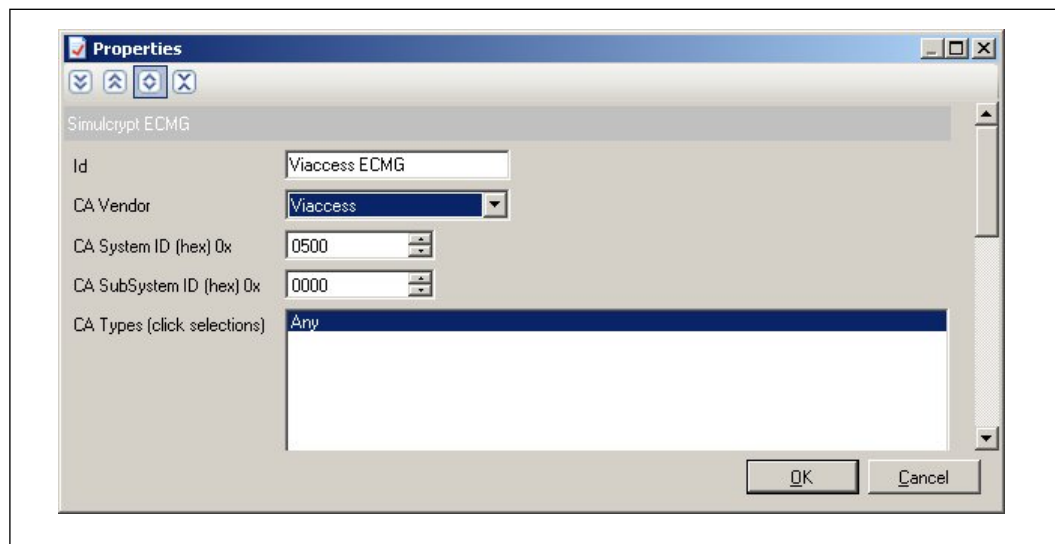 Properties
Simulcrypt ECMG
Id Viaccess ECMG
CA Vendor Viaccess
CA System ID (hex) 0x 0500
CA SubSystem ID (hex) 0x 0000
CA Types (click selections) Any
OK Cancel